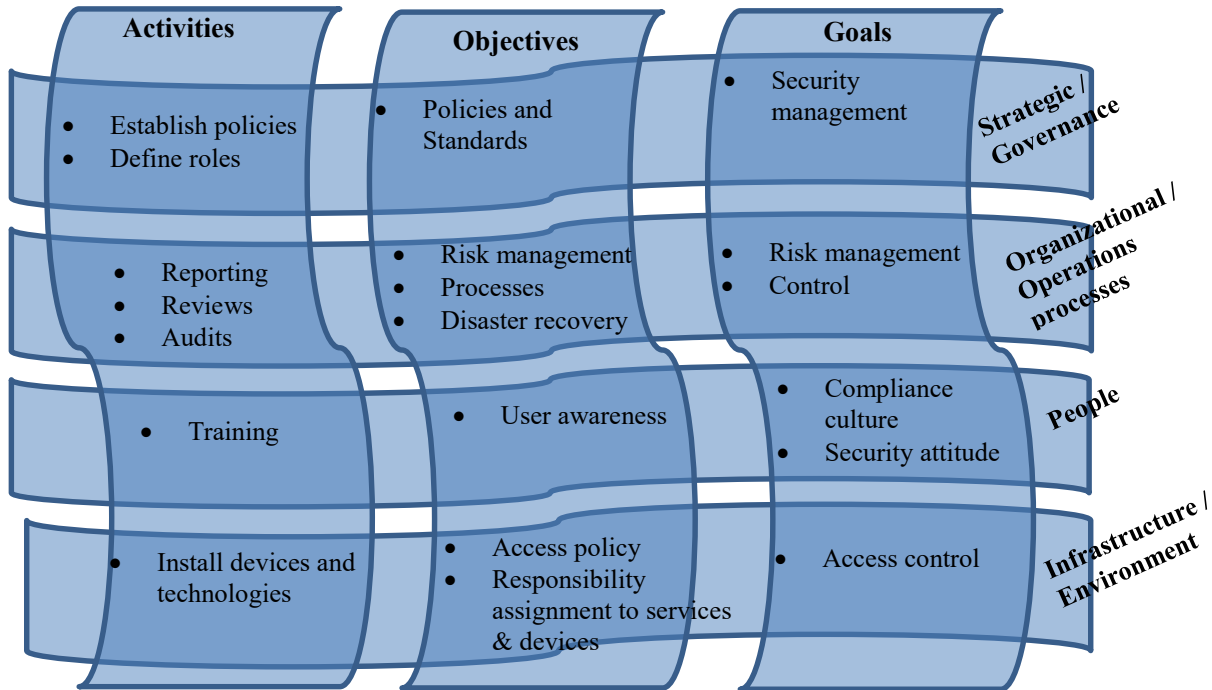 Activities
Objectives
Goals
• Establish policies
• Define roles
• Policies and
Standards
• Security
management
Strategic /
Governance
• Reporting
• Reviews
• Audits
• Risk management
• Processes
• Disaster recovery
• Risk management
• Control
Organizational /
Operations
processes
• Training
• User awareness
• Compliance
culture
• Security attitude
People
• Install devices and
technologies
• Access policy
• Responsibility
assignment to services
& devices
• Access control
Infrastructure /
Environment